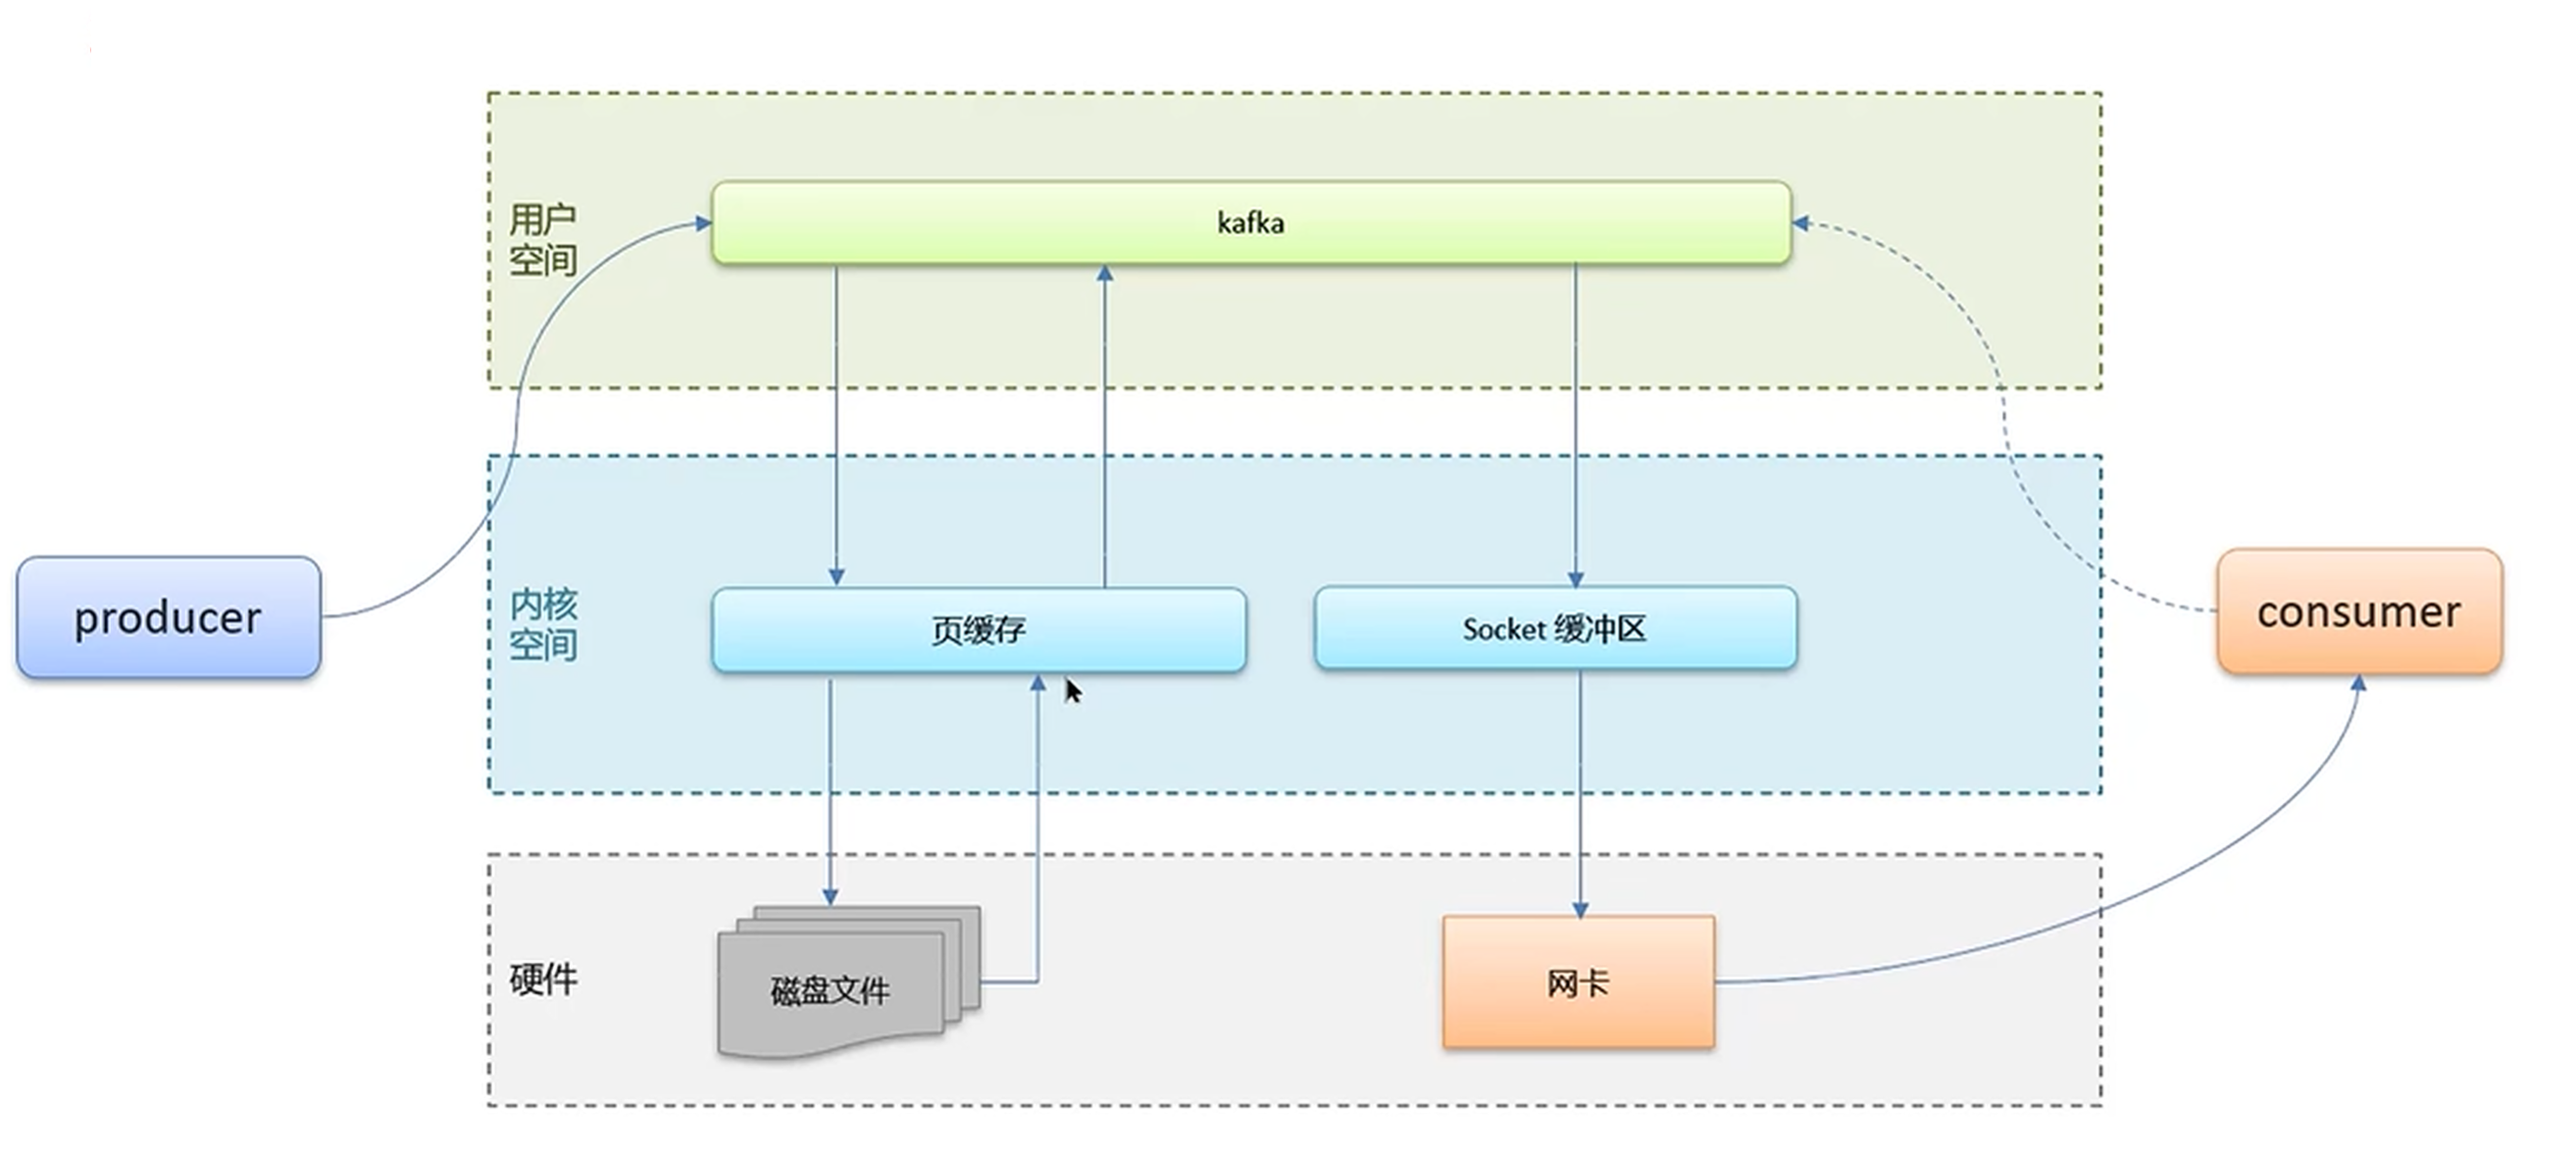 用户
空间
kafka
producer
内核
空间
页缓存
Socket 缓冲区
consumer
硬件
磁盘文件
网卡